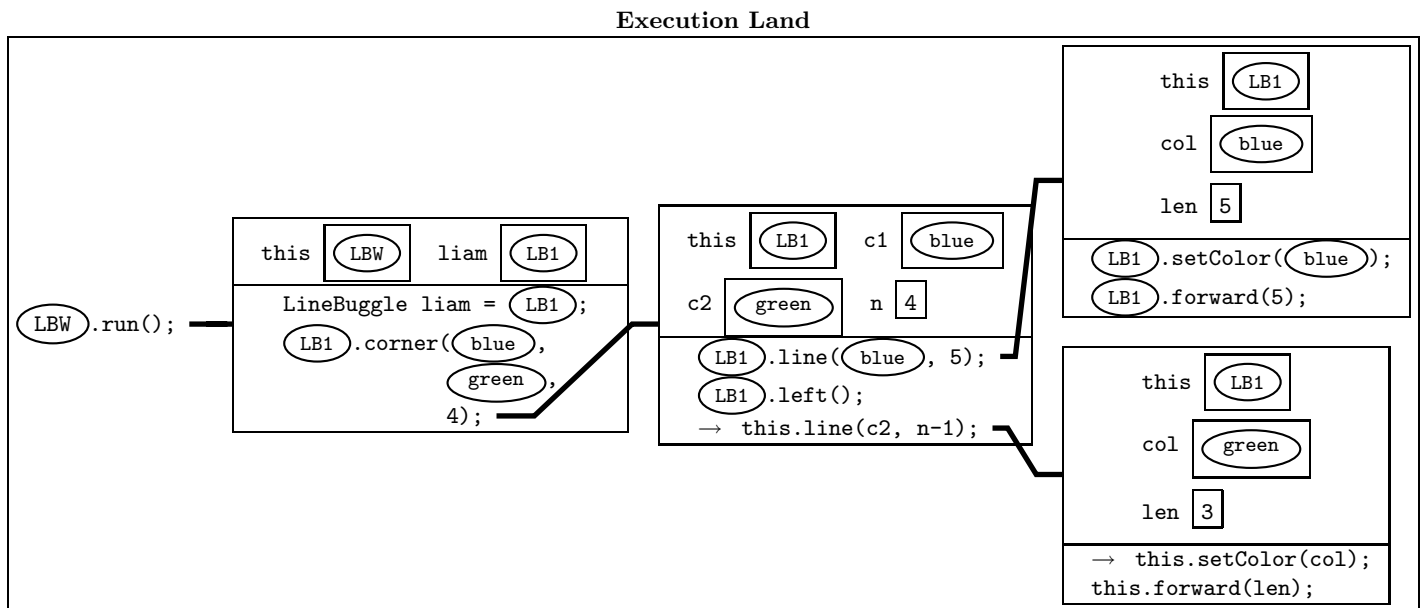 Execution Land
LBW.run();
this LBW liam LB1
LineBuggle liam = LB1;
LB1.corner(blue,
green,
4);
this LB1 c1 blue
c2 green n 4
LB1.line(blue, 5);
LB1.left();
→ this.line(c2, n-1);
this LB1
col blue
len 5
LB1.setColor(blue);
LB1.forward(5);
this LB1
col green
len 3
→ this.setColor(col);
this.forward(len);